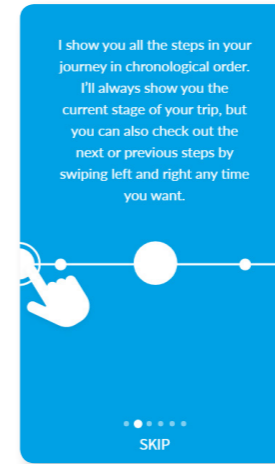 I show you all the steps in your
journey in chronological order.
I'll always show you the
current stage of your trip, but
you can also check out the
next or previous steps by
swiping left and right any time
you want.
SKIP